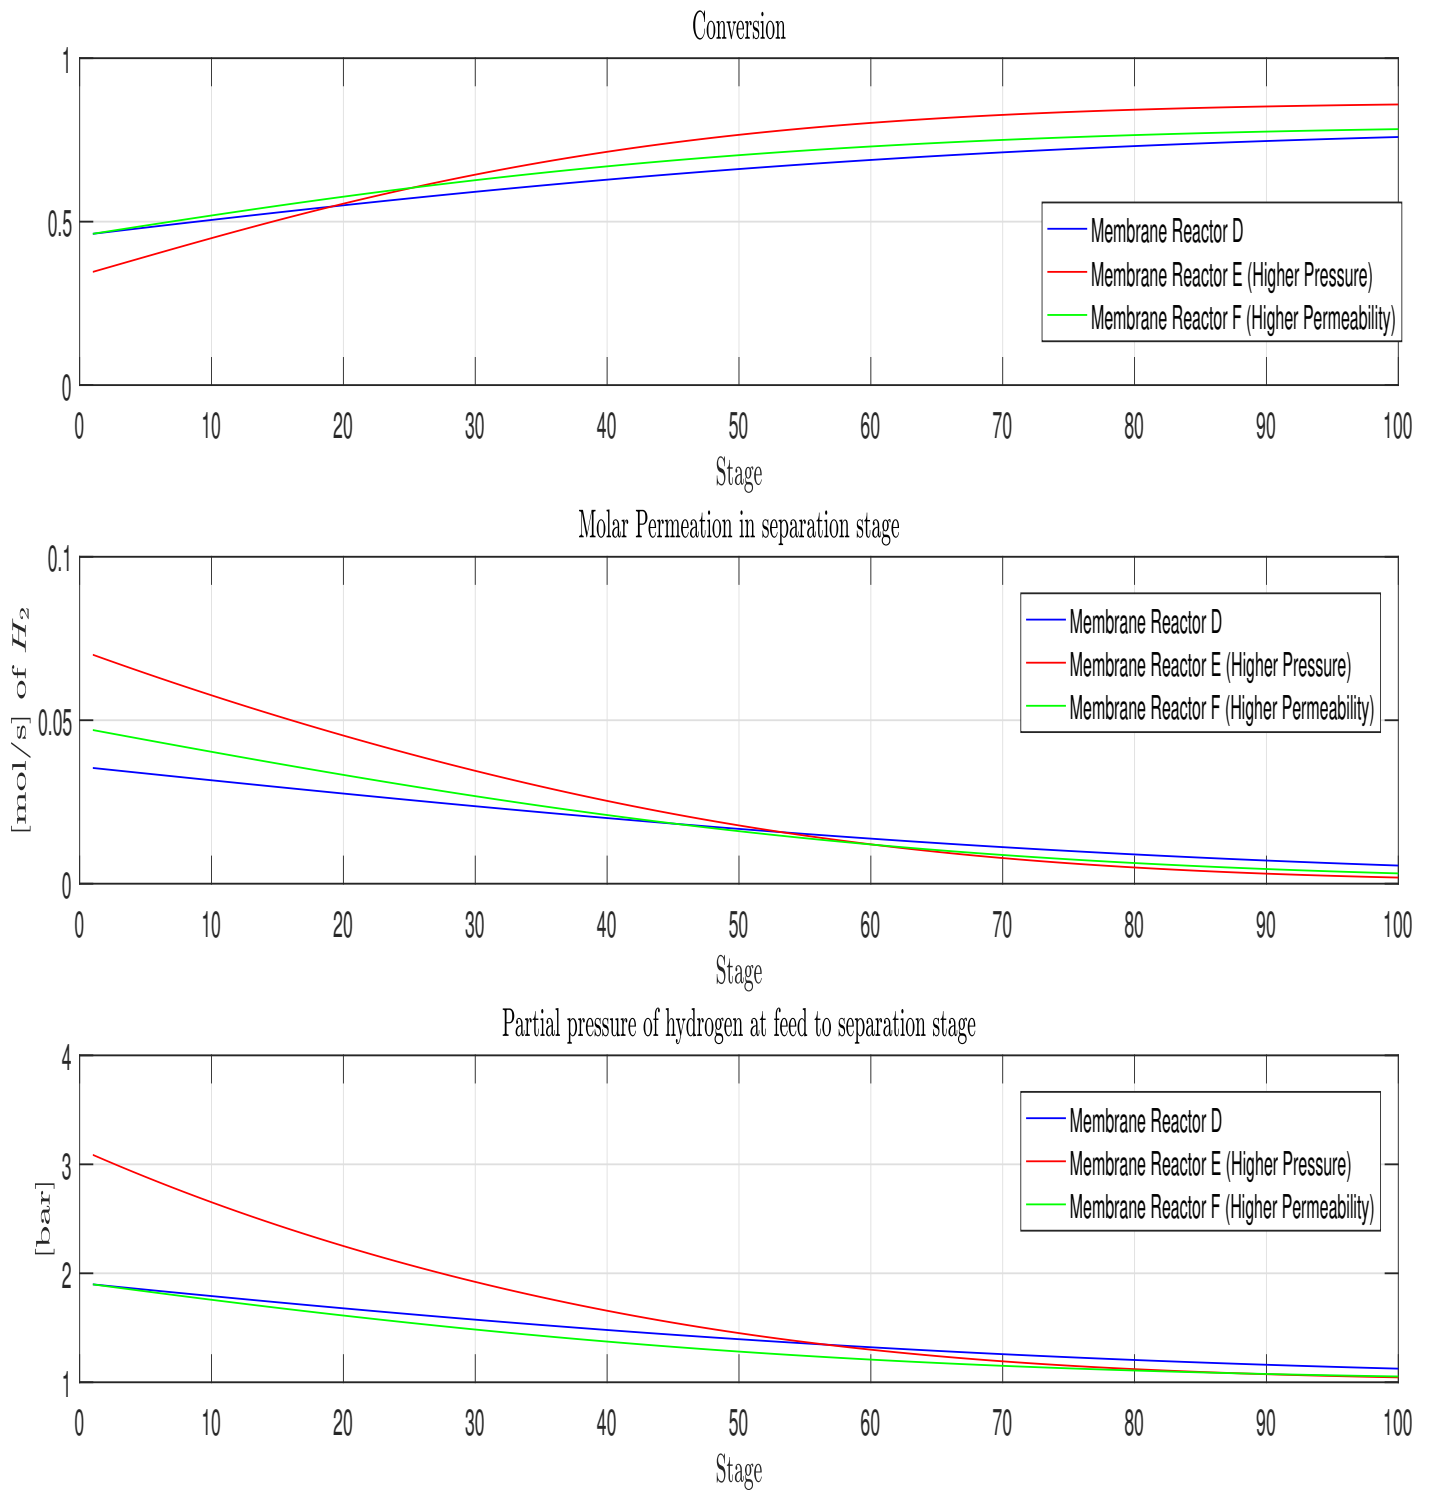 Conversion
1
0.5
0
Membrane Reactor D
Membrane Reactor E (Higher Pressure)
Membrane Reactor F (Higher Permeability)
0 10 20 30 40 50 60 70 80 90 100
Stage
Molar Permeation in separation stage
[mol/s] of H₂
0.1
0.05
0
Membrane Reactor D
Membrane Reactor E (Higher Pressure)
Membrane Reactor F (Higher Permeability)
0 10 20 30 40 50 60 70 80 90 100
Stage
Partial pressure of hydrogen at feed to separation stage
[bar]
4
3
2
1
Membrane Reactor D
Membrane Reactor E (Higher Pressure)
Membrane Reactor F (Higher Permeability)
0 10 20 30 40 50 60 70 80 90 100
Stage